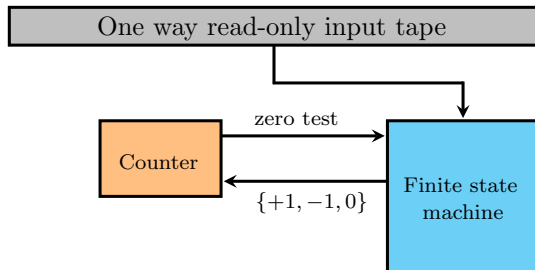 One way read-only input tape
zero test
Counter
{+1, −1, 0}
Finite state
machine